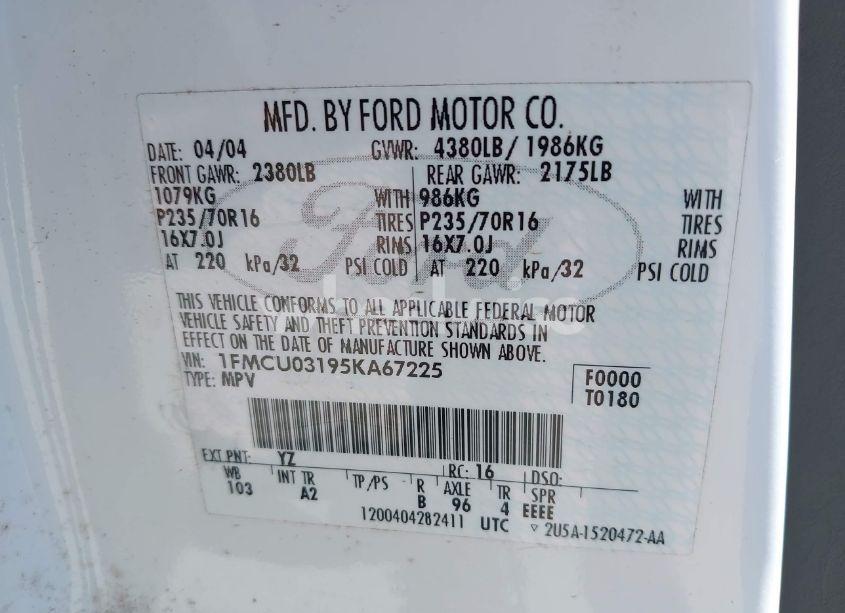 MFD. BY FORD MOTOR CO.
DATE: 04/04 GVWR: 4380LB/ 1986KG
FRONT GAWR: 2380LB REAR GAWR: 2175LB
1079KG WITH 986KG WITH
P235/70R16 TIRES P235/70R16 TIRES
16X7.0J RIMS 16X7.0J RIMS
AT 220 kPa/32 PSI COLD AT 220 kPa/32 PSI COLD
Ford
THIS VEHICLE CONFORMS TO ALL APPLICABLE FEDERAL MOTOR
VEHICLE SAFETY AND THEFT PREVENTION STANDARDS IN
EFFECT ON THE DATE OF MANUFACTURE SHOWN ABOVE.
VIN: 1FMCU03195KA67225 F0000
TYPE: MPV T0180
EXT PNT: YZ RC: 16 DSO:
WB INT TR TP/PS R AXLE TR SPR
103 A2 B 96 4 EEEE
1200404282411 UTC ▽ 2U5A-1520472-AA